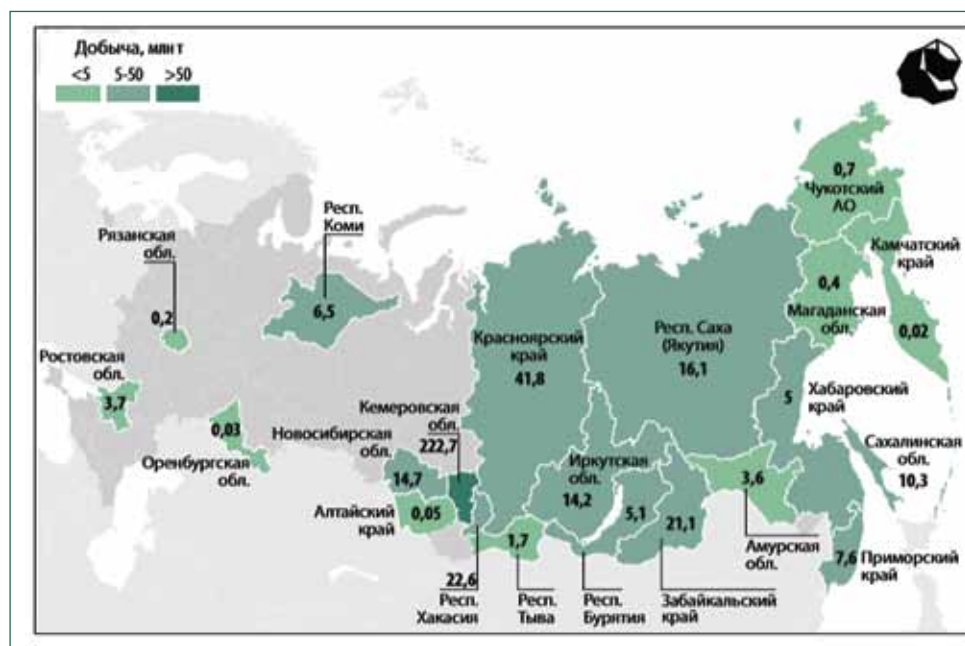 Добыча, млн т
<5 5-50 >50
Рязанская
обл.
0,2
Респ.
Коми
6,5
Ростовская
обл.
3,7
0,03
Оренбургская
обл.
Новосибирская
обл.
14,7
Кемеровская
обл.
222,7
Алтайский
край
0,05
Красноярский
край
41,8
22,6
Респ.
Хакасия
1,7
Респ.
Тыва
Иркутская
обл.
14,2
5,1
Респ.
Бурятия
21,1
Забайкальский
край
Респ. Саха
(Якутия)
16,1
3,6
Амурская
обл.
0,7
Чукотский
АО
0,4
Магаданская
обл.
Камчатский
край
0,02
5
Хабаровский
край
Сахалинская
обл.
10,3
7,6
Приморский
край